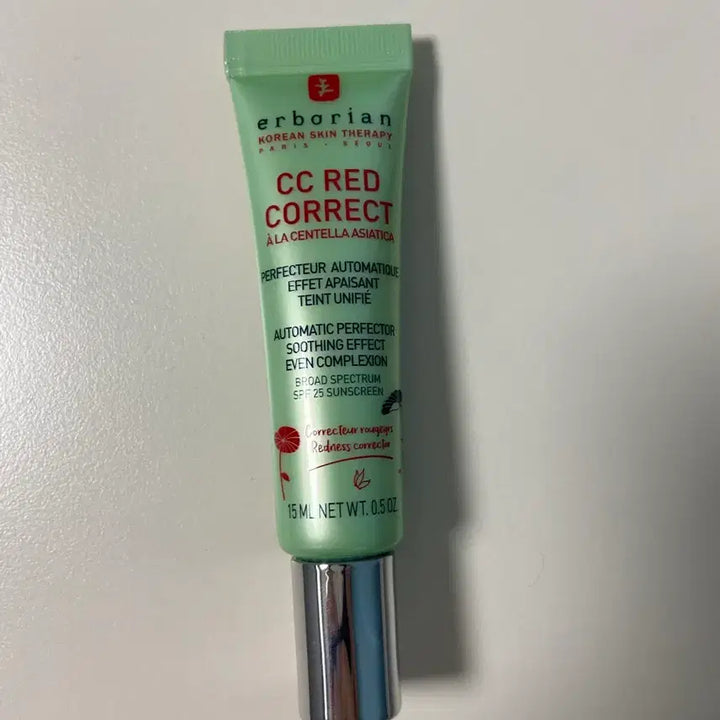 erborian
KOREAN SKIN THERAPY
PARIS - SEOUL
CC RED
CORRECT
À LA CENTELLA ASIATICA
PERFECTEUR AUTOMATIQUE
EFFET APAISANT
TEINT UNIFIÉ
AUTOMATIC PERFECTOR
SOOTHING EFFECT
EVEN COMPLEXION
BROAD SPECTRUM
SPF 25 SUNSCREEN
Correcteur rougeurs
Redness corrector
15 ML NET WT. 0.5 OZ.